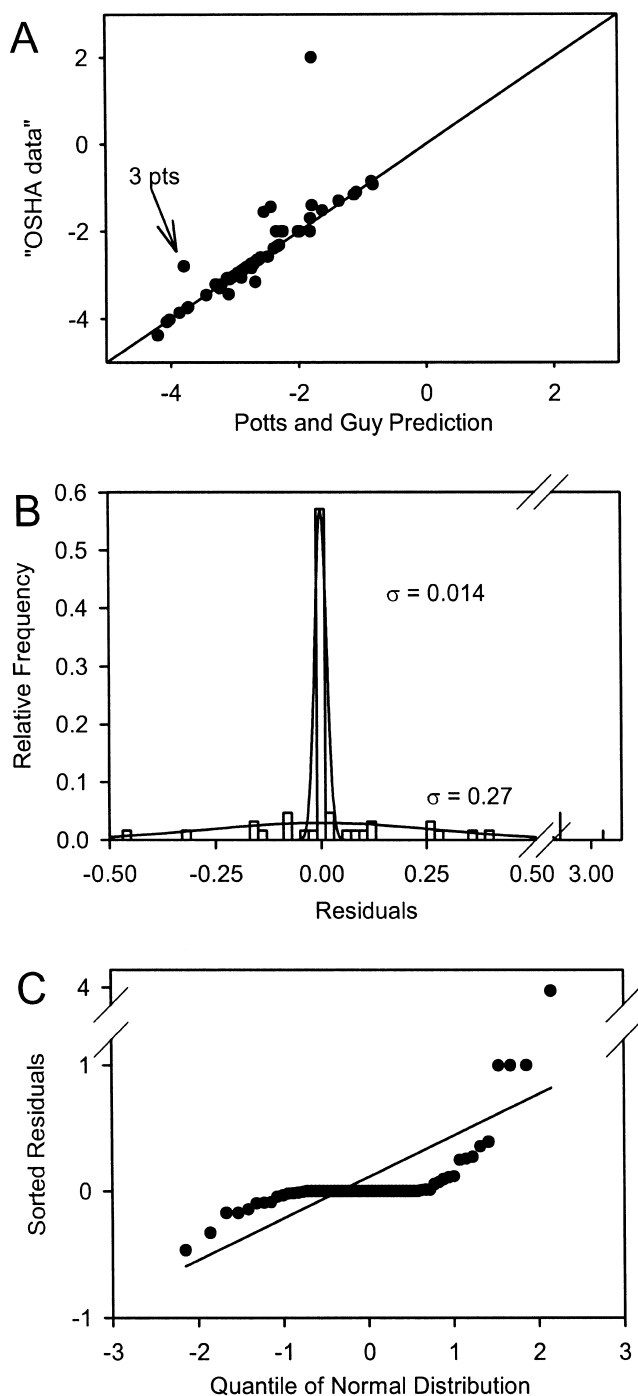 A
"OSHA data"
2
0
-2
-4
3 pts
-4 -2 0 2
Potts and Guy Prediction
B
Relative Frequency
0.6
0.5
0.4
0.3
0.2
0.1
0.0
σ = 0.014
σ = 0.27
-0.50 -0.25 0.00 0.25 0.50 3.00
Residuals
C
Sorted Residuals
4
1
0
-1
-3 -2 -1 0 1 2 3
Quantile of Normal Distribution